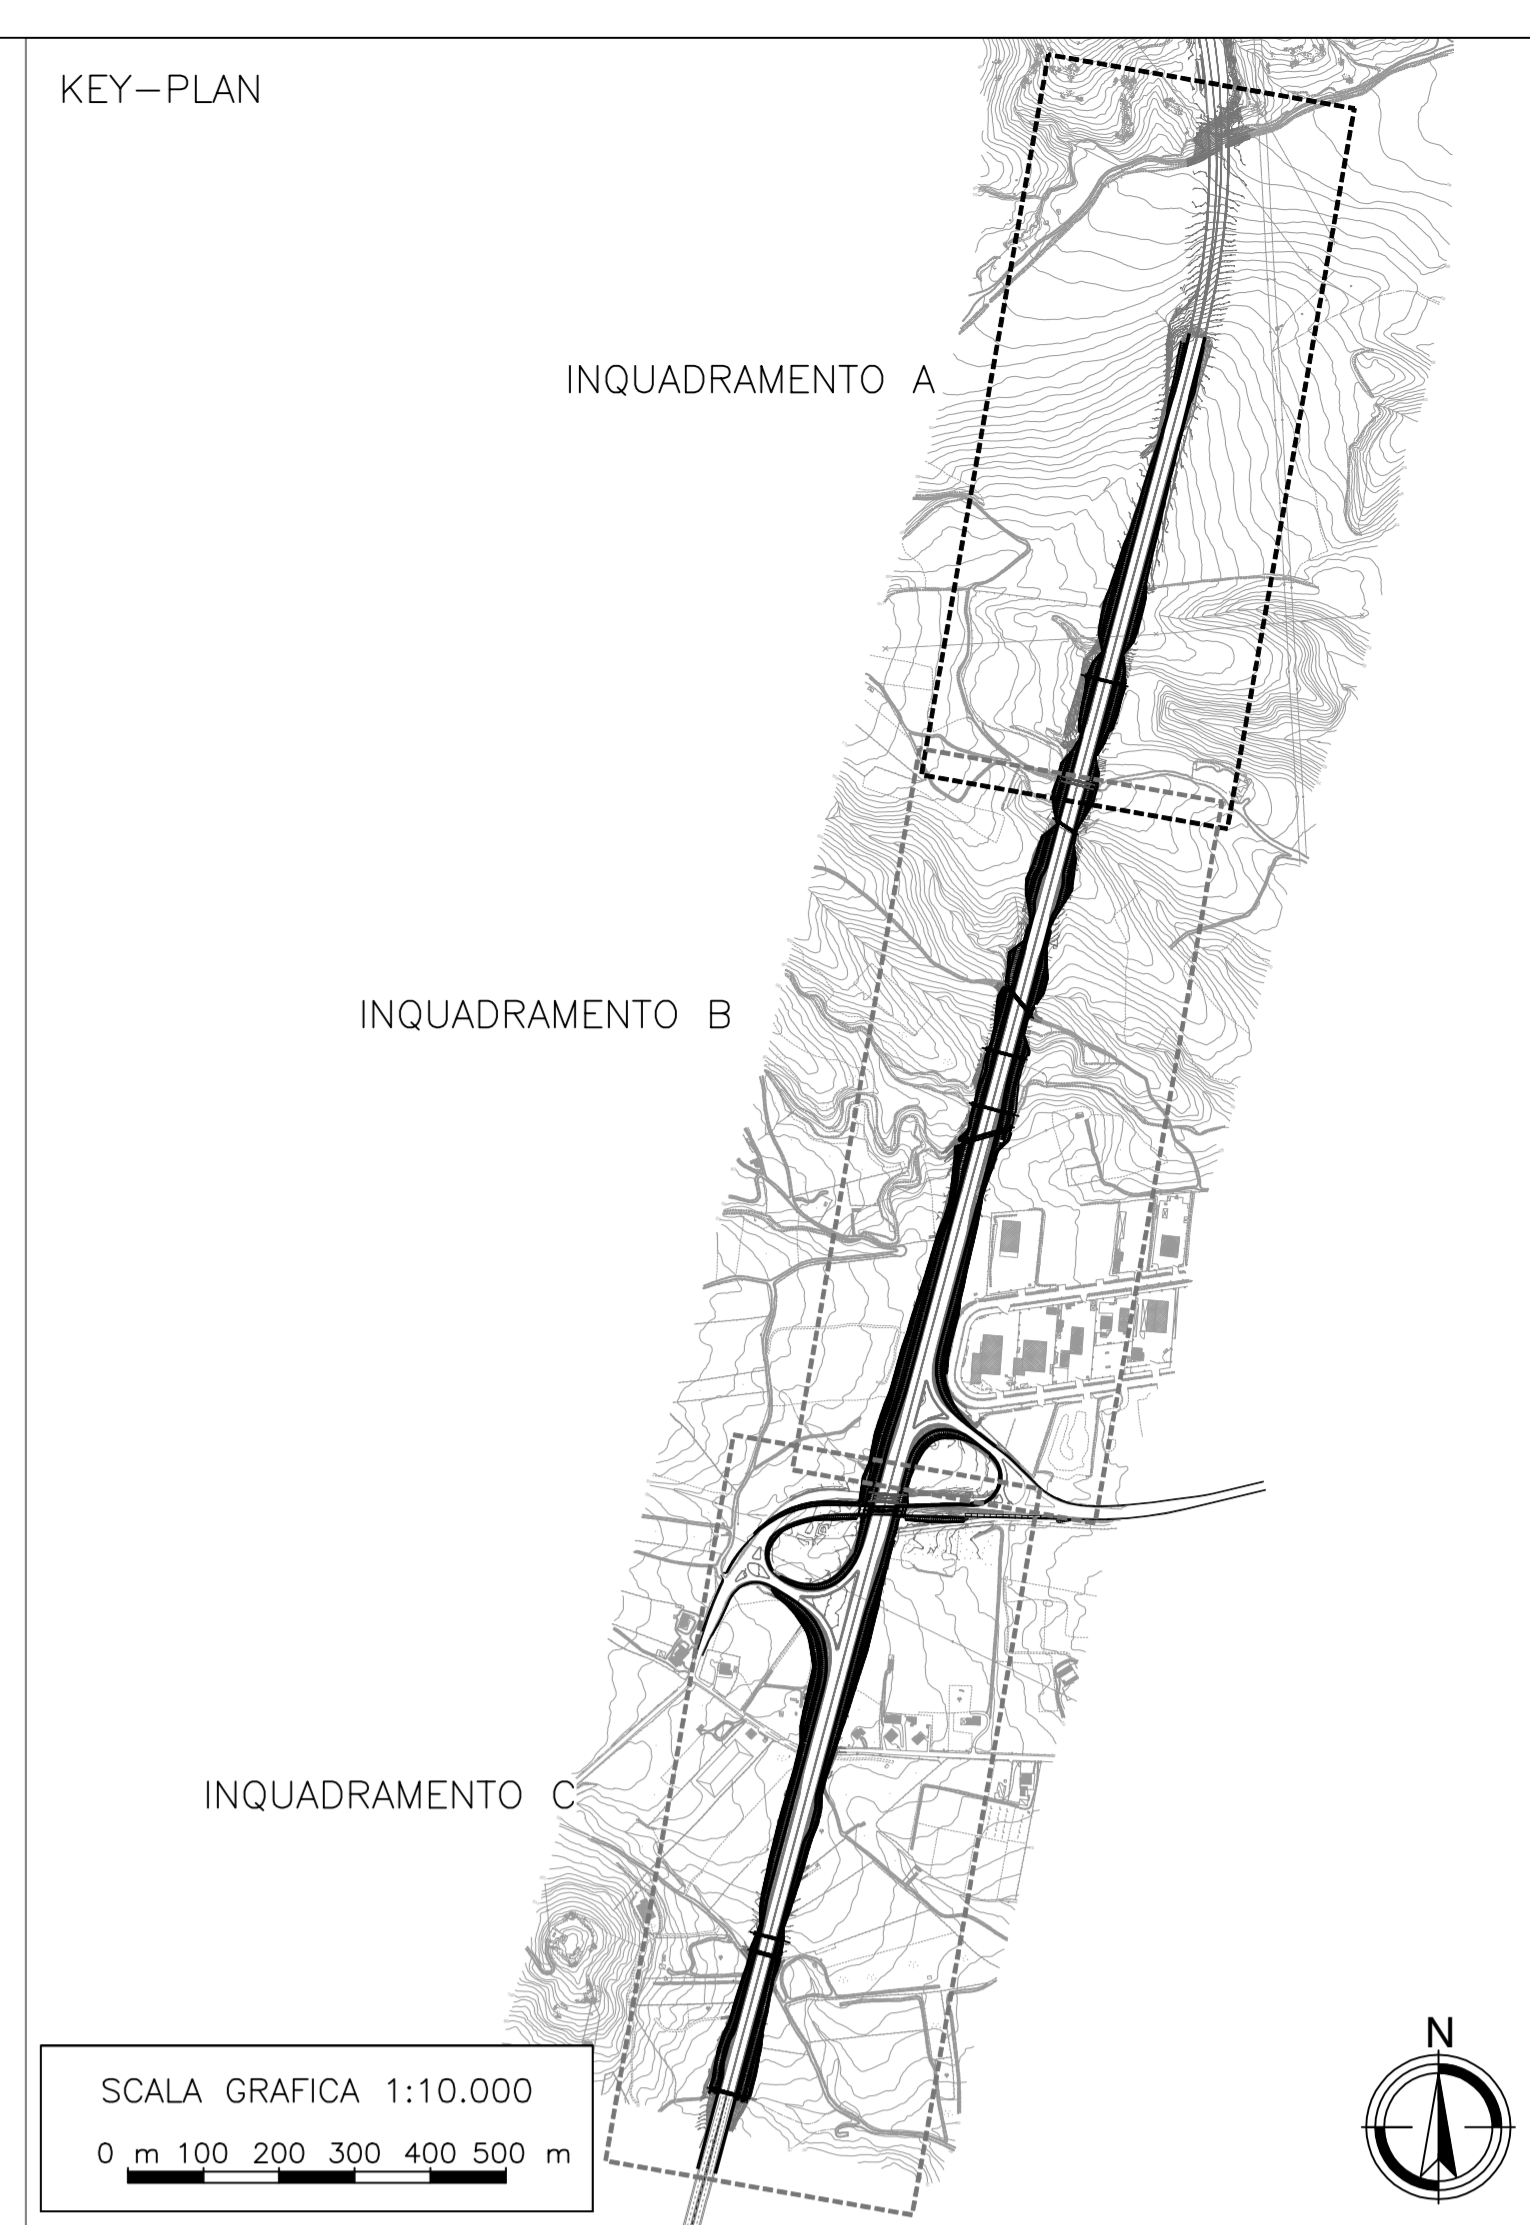 KEY-PLAN
INQUADRAMENTO A
INQUADRAMENTO B
INQUADRAMENTO C
N
SCALA GRAFICA 1:10.000
0 m 100 200 300 400 500 m